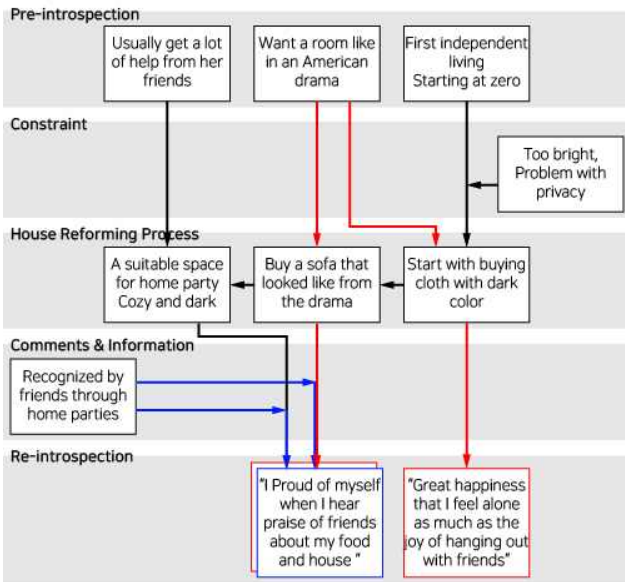 Pre-introspection
Usually get a lot
of help from her
friends
Want a room like
in an American
drama
First independent
living
Starting at zero
Constraint
Too bright,
Problem with
privacy
House Reforming Process
A suitable space
for home party
Cozy and dark
Buy a sofa that
looked like from
the drama
Start with buying
cloth with dark
color
Comments & Information
Recognized by
friends through
home parties
Re-introspection
"I Proud of myself
when I hear
praise of friends
about my food
and house "
"Great happiness
that I feel alone
as much as the
joy of hanging out
with friends"